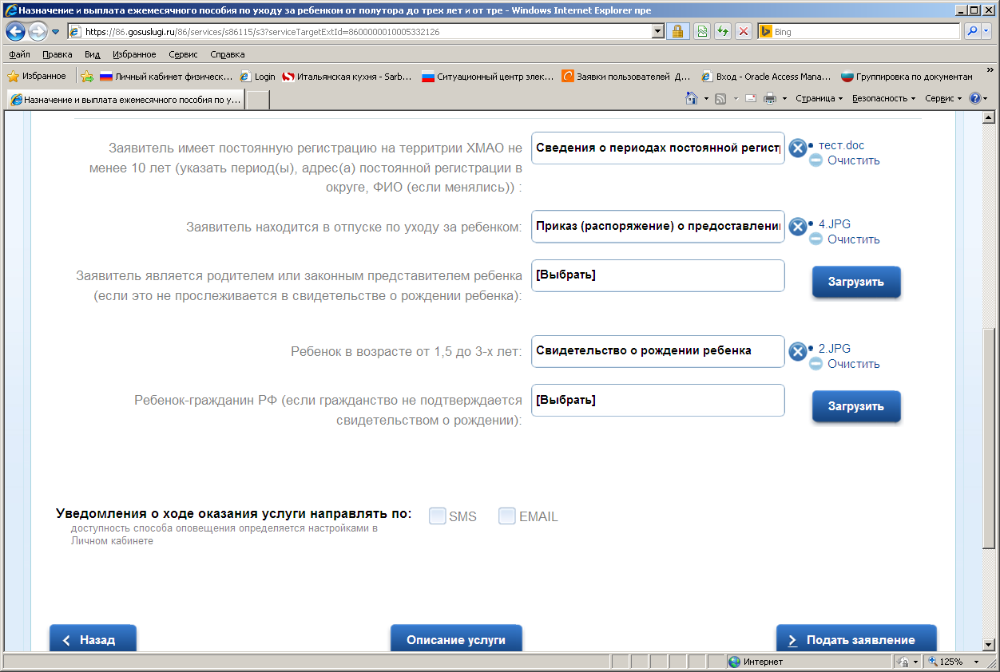 Назначение и выплата ежемесячного пособия по уходу за ребенком от полутора до трех лет и от тре - Windows Internet Explorer пре
https://86.gosuslugi.ru/86/services/s86115/s3?serviceTargetExtId=8600000010005332126
Bing
Файл Правка Вид Избранное Сервис Справка
Избранное Личный кабинет физическ... Login Итальянская кухня - Sarb... Ситуационный центр элек... Заявки пользователей Д... Вход - Oracle Access Mana... Группировка по документам
Назначение и выплата ежемесячного пособия по у...
Страница Безопасность Сервис
Заявитель имеет постоянную регистрацию на территрии ХМАО не
менее 10 лет (указать период(ы), адрес(а) постоянной регистрации в
округе, ФИО (если менялись)) :
Сведения о периодах постоянной регист
тест.doc
Очистить
Заявитель находится в отпуске по уходу за ребенком:
Приказ (распоряжение) о предоставлени
4.JPG
Очистить
Заявитель является родителем или законным представителем ребенка
(если это не прослеживается в свидетельстве о рождении ребенка):
[Выбрать]
Загрузить
Ребенок в возрасте от 1,5 до 3-х лет:
Свидетельство о рождении ребенка
2.JPG
Очистить
Ребенок-гражданин РФ (если гражданство не подтверждается
свидетельством о рождении):
[Выбрать]
Загрузить
Уведомления о ходе оказания услуги направлять по:
SMS EMAIL
доступность способа оповещения определяется настройками в
Личном кабинете
Назад
Описание услуги
Подать заявление
Интернет
125%